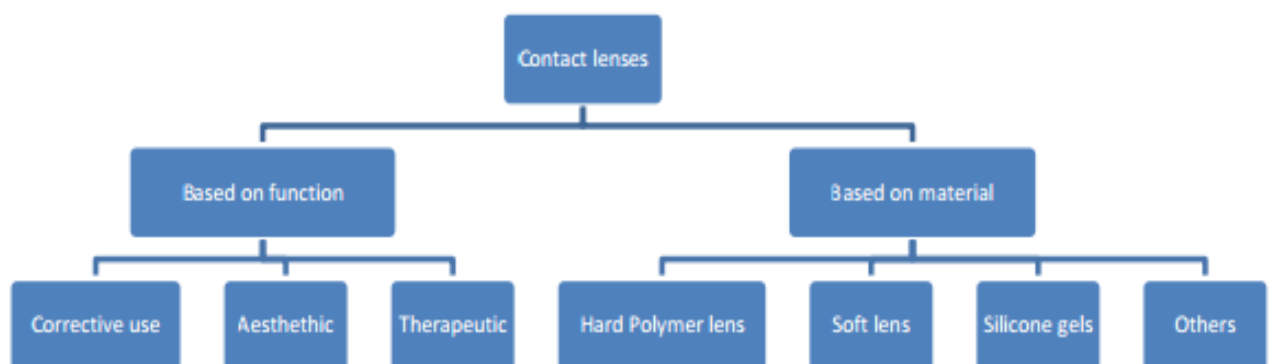 Contact lenses
Based on function
Based on material
Corrective use
Aesthethic
Therapeutic
Hard Polymer lens
Soft lens
Silicone gels
Others